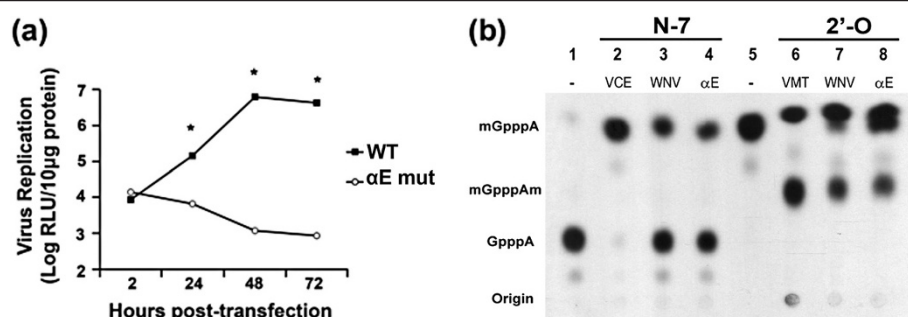 (a)
Virus Replication
(Log RLU/10µg protein)
7
6
5
4
3
2
*
*
*
WT
αE mut
2 24 48 72
Hours post-transfection
(b)
N-7 2'-O
1 2 3 4 5 6 7 8
- VCE WNV αE - VMT WNV αE
mGpppA
mGpppAm
GpppA
Origin